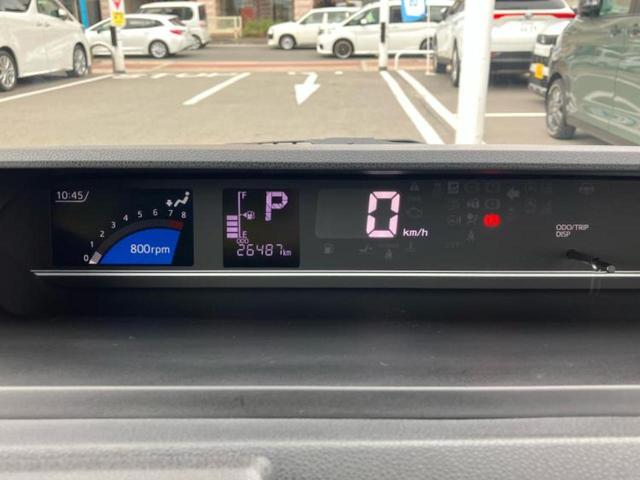 10:45
0 1 2 3 4 5 6 7 8
800rpm
F
P
E
ODO
26487km
0 km/h
ODO/TRIP
DISP